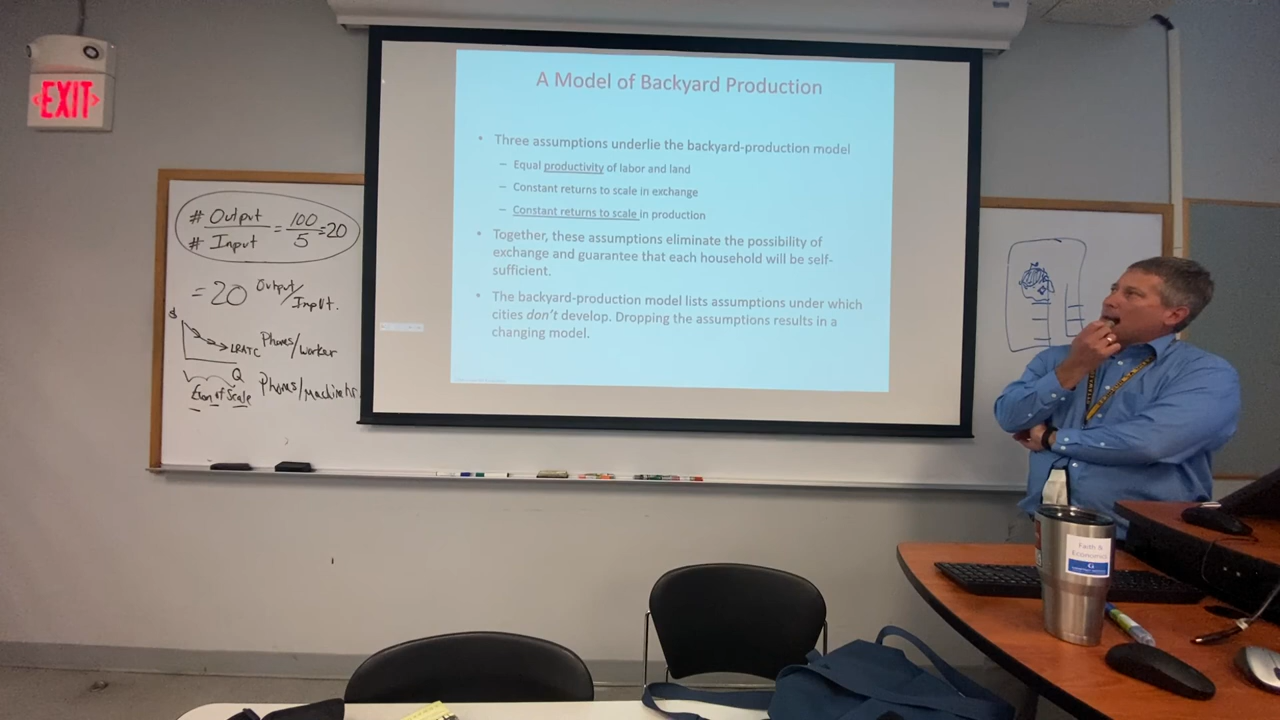 EXIT
A Model of Backyard Production
• Three assumptions underlie the backyard-production model
– Equal productivity of labor and land
– Constant returns to scale in exchange
– Constant returns to scale in production
• Together, these assumptions eliminate the possibility of
exchange and guarantee that each household will be self-
sufficient.
• The backyard-production model lists assumptions under which
cities don't develop. Dropping the assumptions results in a
changing model.
# Output
# Input
= 100
5
= 20
= 20 Output/
Input.
$
LRATC
Q
Phones/worker
Econ of Scale
Phones/Machine hr
Faith &
Economics
G